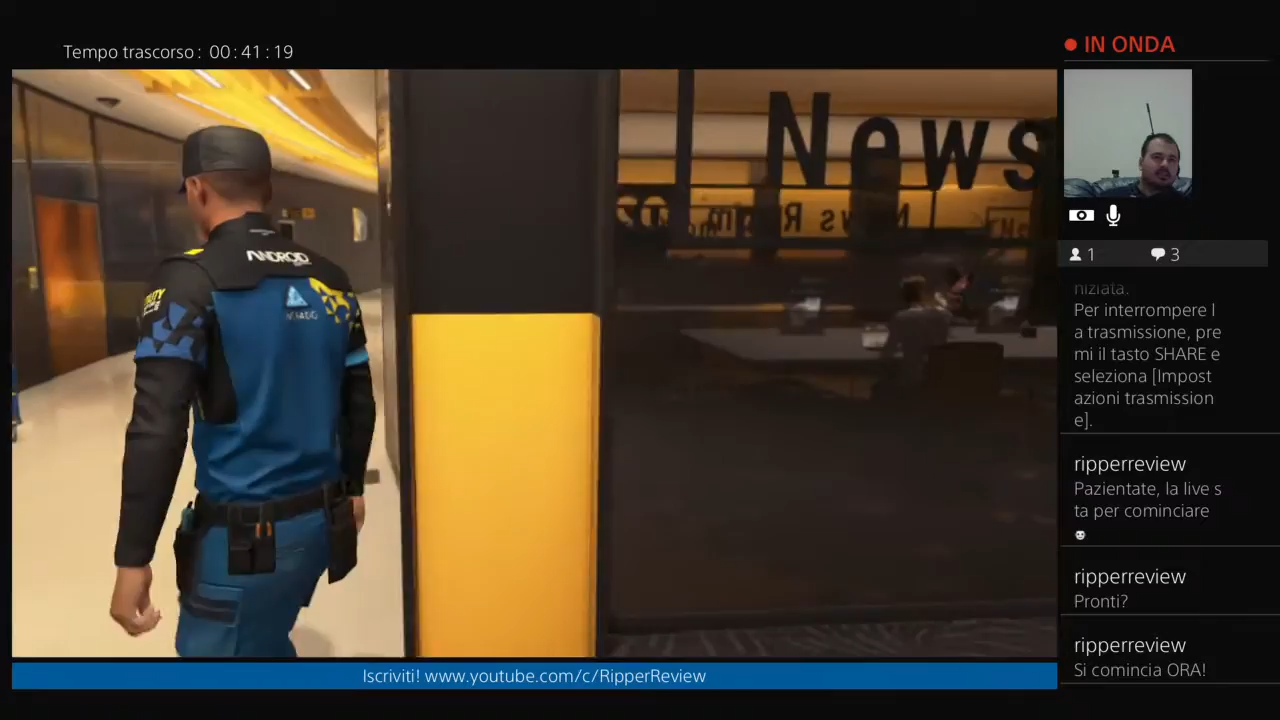 Tempo trascorso: 00:41:19
IN ONDA
News
ANDROID
1
3
niziata.
Per interrompere l
a trasmissione, pre
mi il tasto SHARE e
seleziona [Impost
azioni trasmission
e].
ripperreview
Pazientate, la live s
ta per cominciare
ripperreview
Pronti?
ripperreview
Si comincia ORA!
Iscriviti! www.youtube.com/c/RipperReview